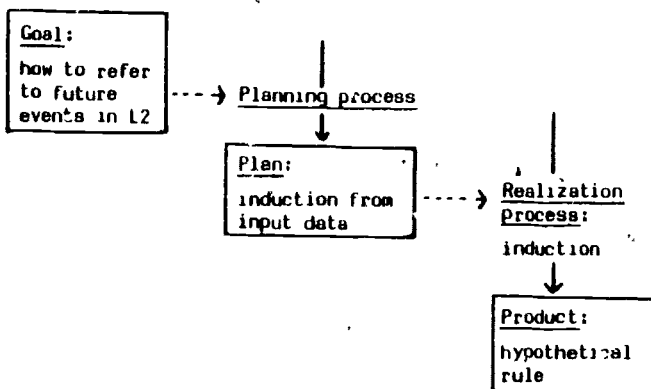 Goal:
how to refer
to future
events in L2
Planning process
Plan:
induction from
input data
Realization
process:
induction
Product:
hypothetical
rule